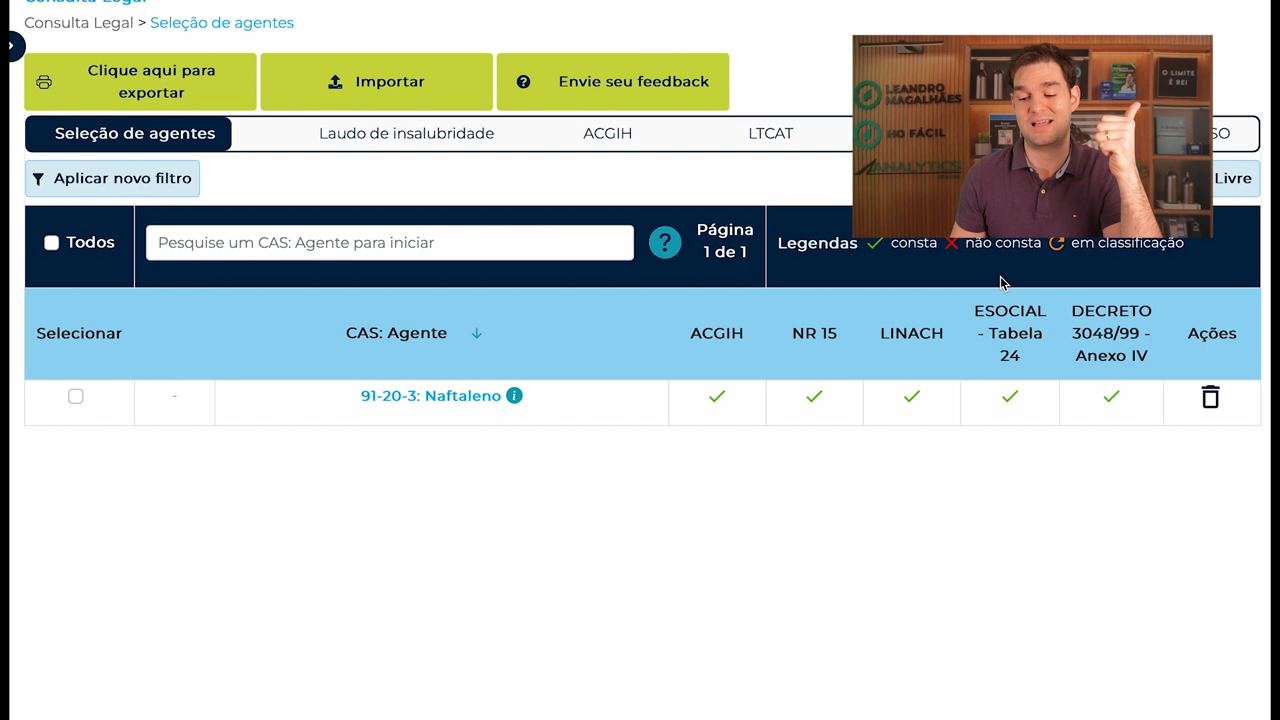 Consulta Legal
Consulta Legal > Seleção de agentes
Clique aqui para
exportar
Importar
Envie seu feedback
Seleção de agentes
Laudo de insalubridade
ACGIH
LTCAT
SO
Aplicar novo filtro
Livre
LEANDRO
MAGALHÃES
HO FÁCIL
ANALYTICS
O LIMITE
É REI
Todos
Pesquise um CAS: Agente para iniciar
?
Página
1 de 1
Legendas consta não consta em classificação
Selecionar
CAS: Agente
ACGIH
NR 15
LINACH
ESOCIAL
- Tabela
24
DECRETO
3048/99 -
Anexo IV
Ações
-
91-20-3: Naftaleno